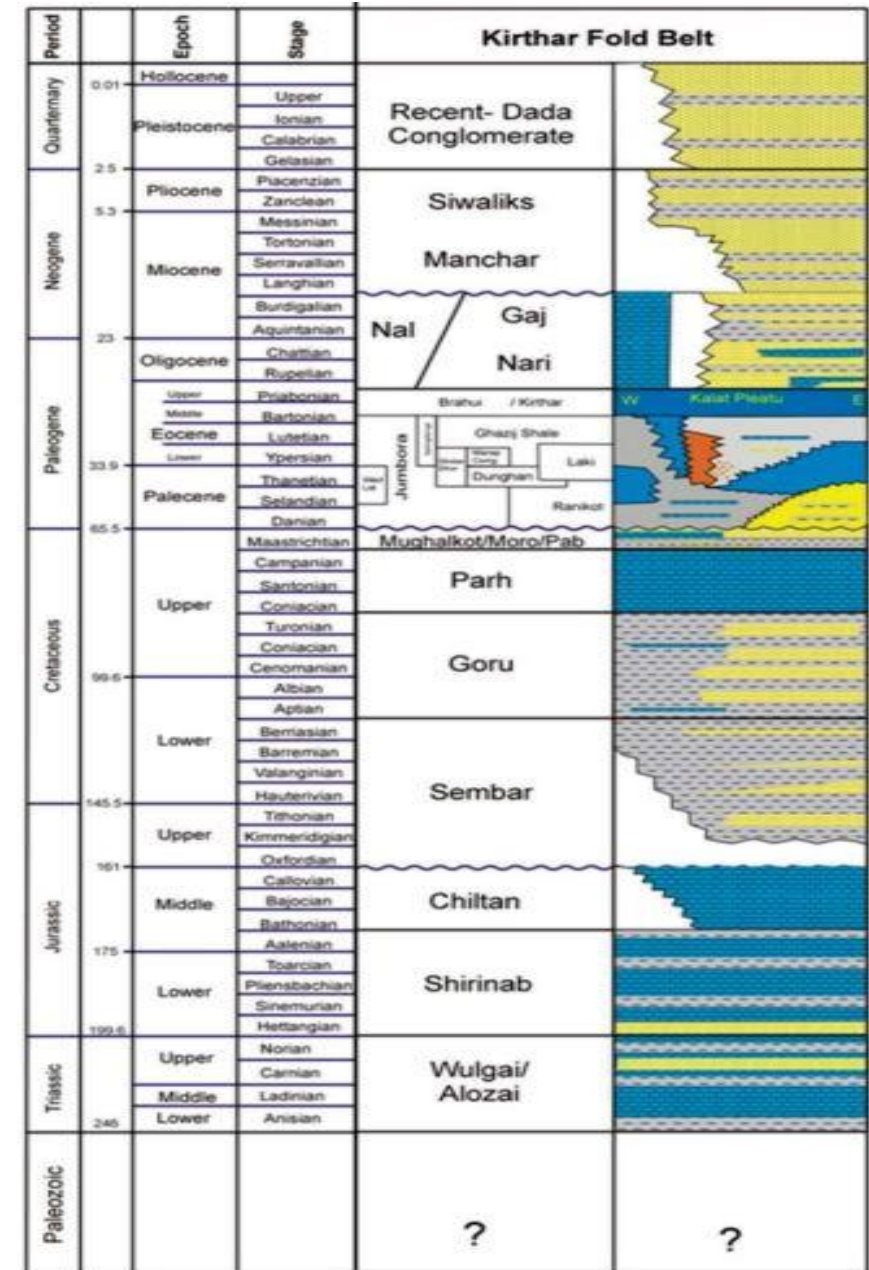 Period
Epoch
Stage
Kirthar Fold Belt
Quarternary
Neogene
Paleogene
Cretaceous
Jurassic
Triassic
Paleozoic
0.01
2.5
5.3
23
33.9
65.5
99.6
145.5
161
175
199.6
246
Hollocene
Pleistocene
Pliocene
Miocene
Oligocene
Upper
Middle
Eocene
Lower
Palecene
Upper
Lower
Upper
Middle
Lower
Upper
Middle
Lower
Upper
Ionian
Calabrian
Gelasian
Piacenzian
Zanclean
Messinian
Tortonian
Serravallian
Langhian
Burdigalian
Aquintanian
Chattian
Rupelian
Priabonian
Bartonian
Lutetian
Ypersian
Thanetian
Selandian
Danian
Maastrichtian
Campanian
Santonian
Coniacian
Turonian
Coniacian
Cenomanian
Albian
Aptian
Berriasian
Barremian
Valanginian
Hauterivian
Tithonian
Kimmeridigian
Oxfordian
Callovian
Bajocian
Bathonian
Aalenian
Toarcian
Pliensbachian
Sinemurian
Hettangian
Norian
Carnian
Ladinian
Anisian
Recent- Dada
Conglomerate
Siwaliks
Manchar
Nal
Gaj
Nari
Brahui / Kirthar
Jumbora
Ghazij Shale
Laki
Dunghan
Ranikot
Mughalkot/Moro/Pab
Parh
Goru
Sembar
Chiltan
Shirinab
Wulgai/
Alozai
?
W Kalat Pleatu E
?